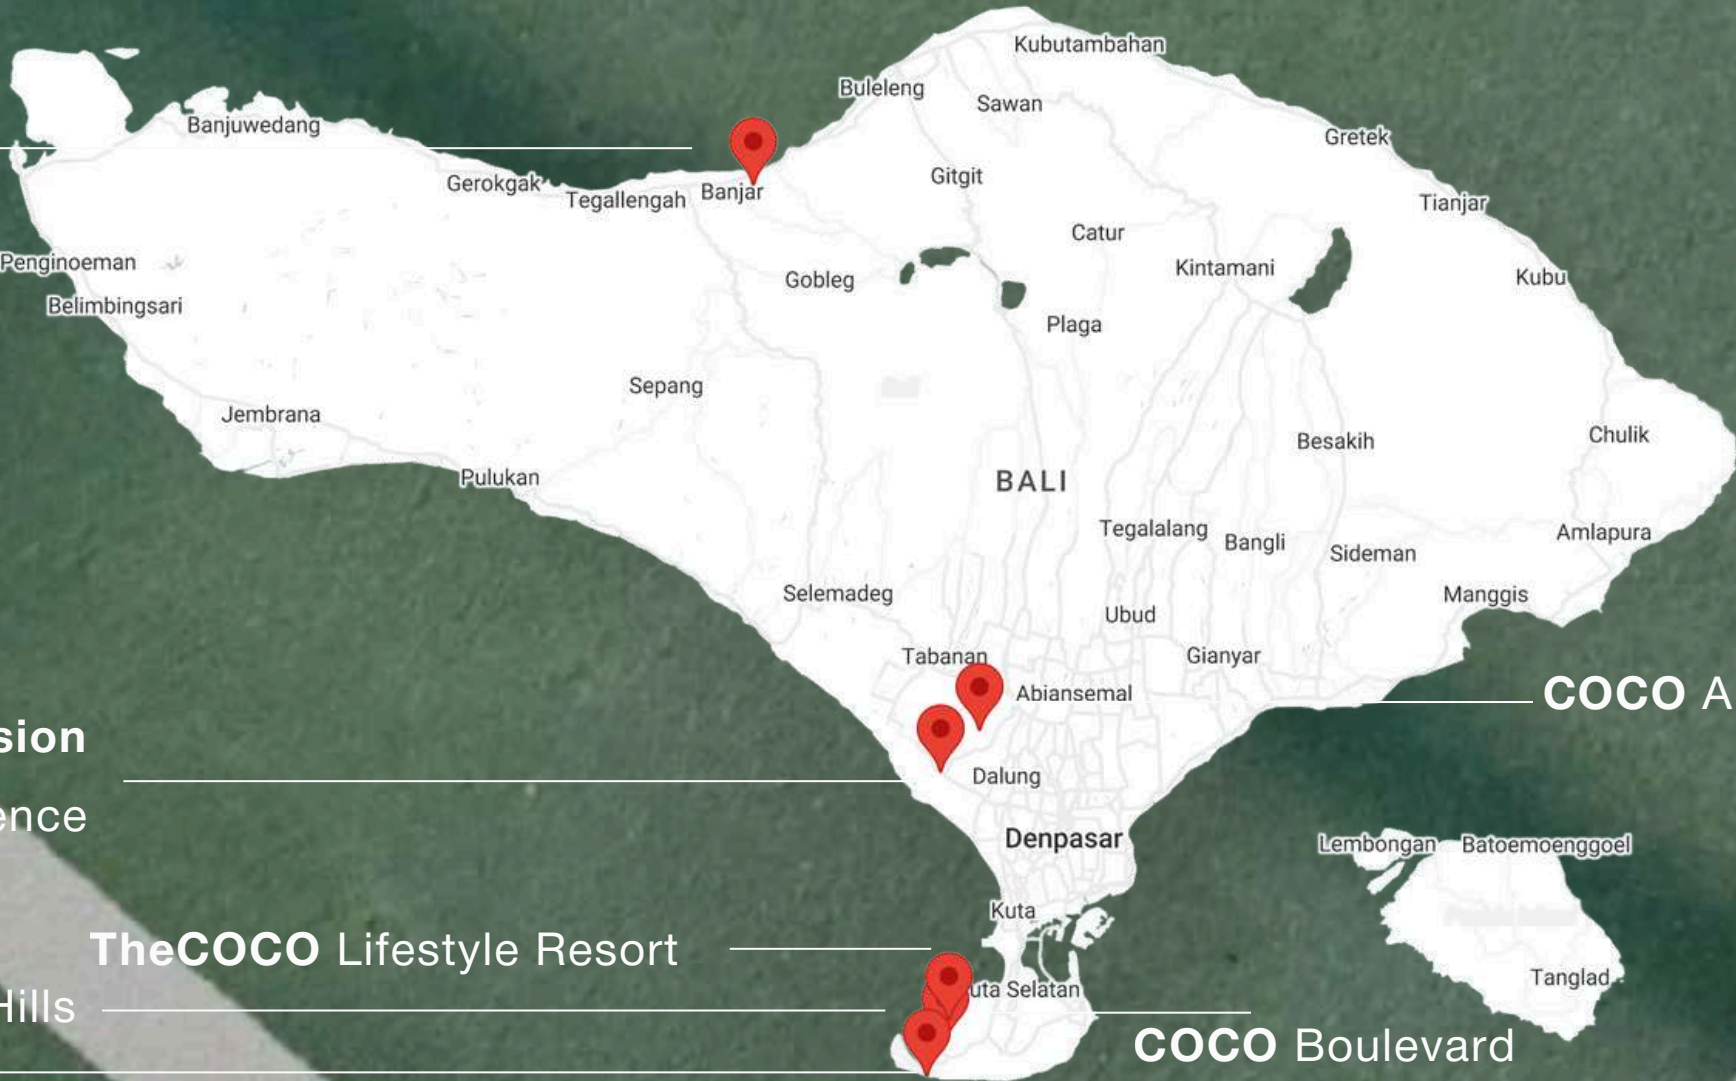 Kubutambahan
Buleleng
Sawan
Banjuwedang
Gretek
Gitgit
Gerokgak
Banjar
Tegallengah
Tianjar
Catur
Penginoeman
Kintamani
Gobleg
Kubu
Belimbingsari
Plaga
Sepang
Jembrana
Chulik
Besakih
Pulukan
BALI
Tegalalang
Amlapura
Bangli
Sideman
Selemadeg
Manggis
Ubud
Tabanan
Gianyar
Abiansemal
COCO A
sion
Dalung
ence
Denpasar
Lembongan
Batoemoenggoel
Kuta
TheCOCO Lifestyle Resort
Tanglad
uta Selatan
Hills
COCO Boulevard